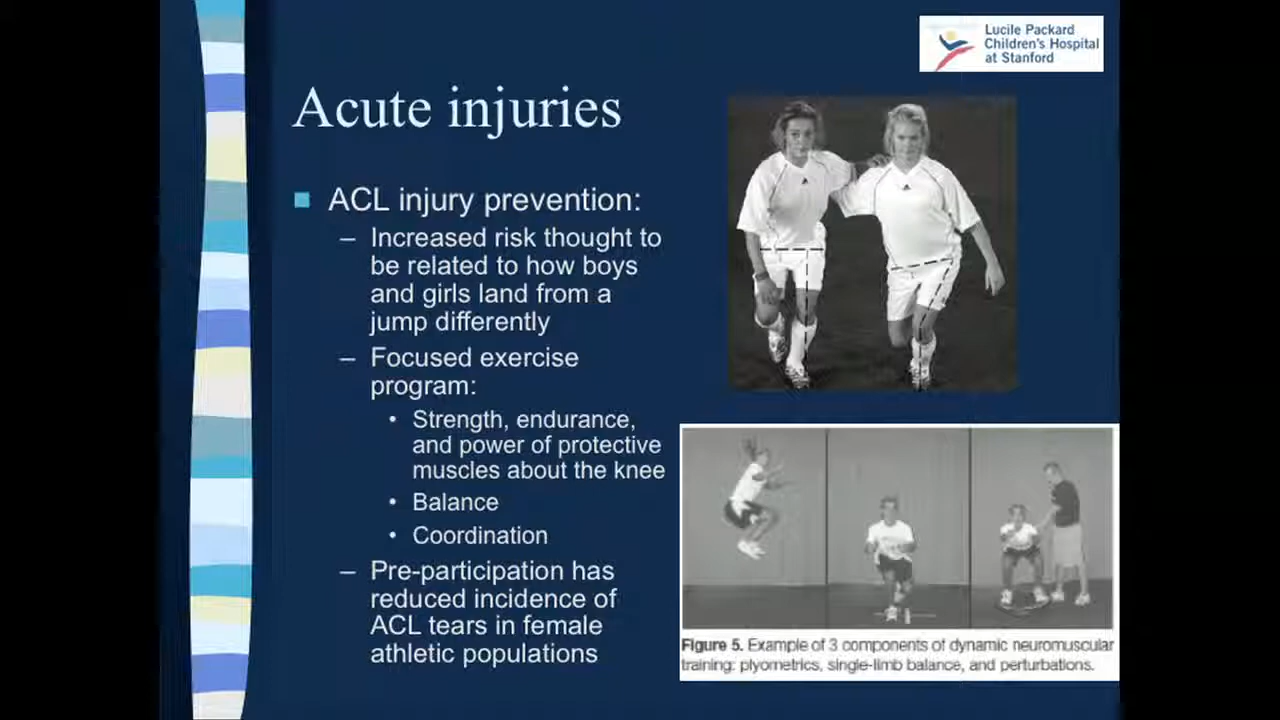 Lucile Packard
Children's Hospital
at Stanford
Acute injuries
ACL injury prevention:
– Increased risk thought to
be related to how boys
and girls land from a
jump differently
– Focused exercise
program:
• Strength, endurance,
and power of protective
muscles about the knee
• Balance
• Coordination
– Pre-participation has
reduced incidence of
ACL tears in female
athletic populations
Figure 5. Example of 3 components of dynamic neuromuscular
training: plyometrics, single-limb balance, and perturbations.